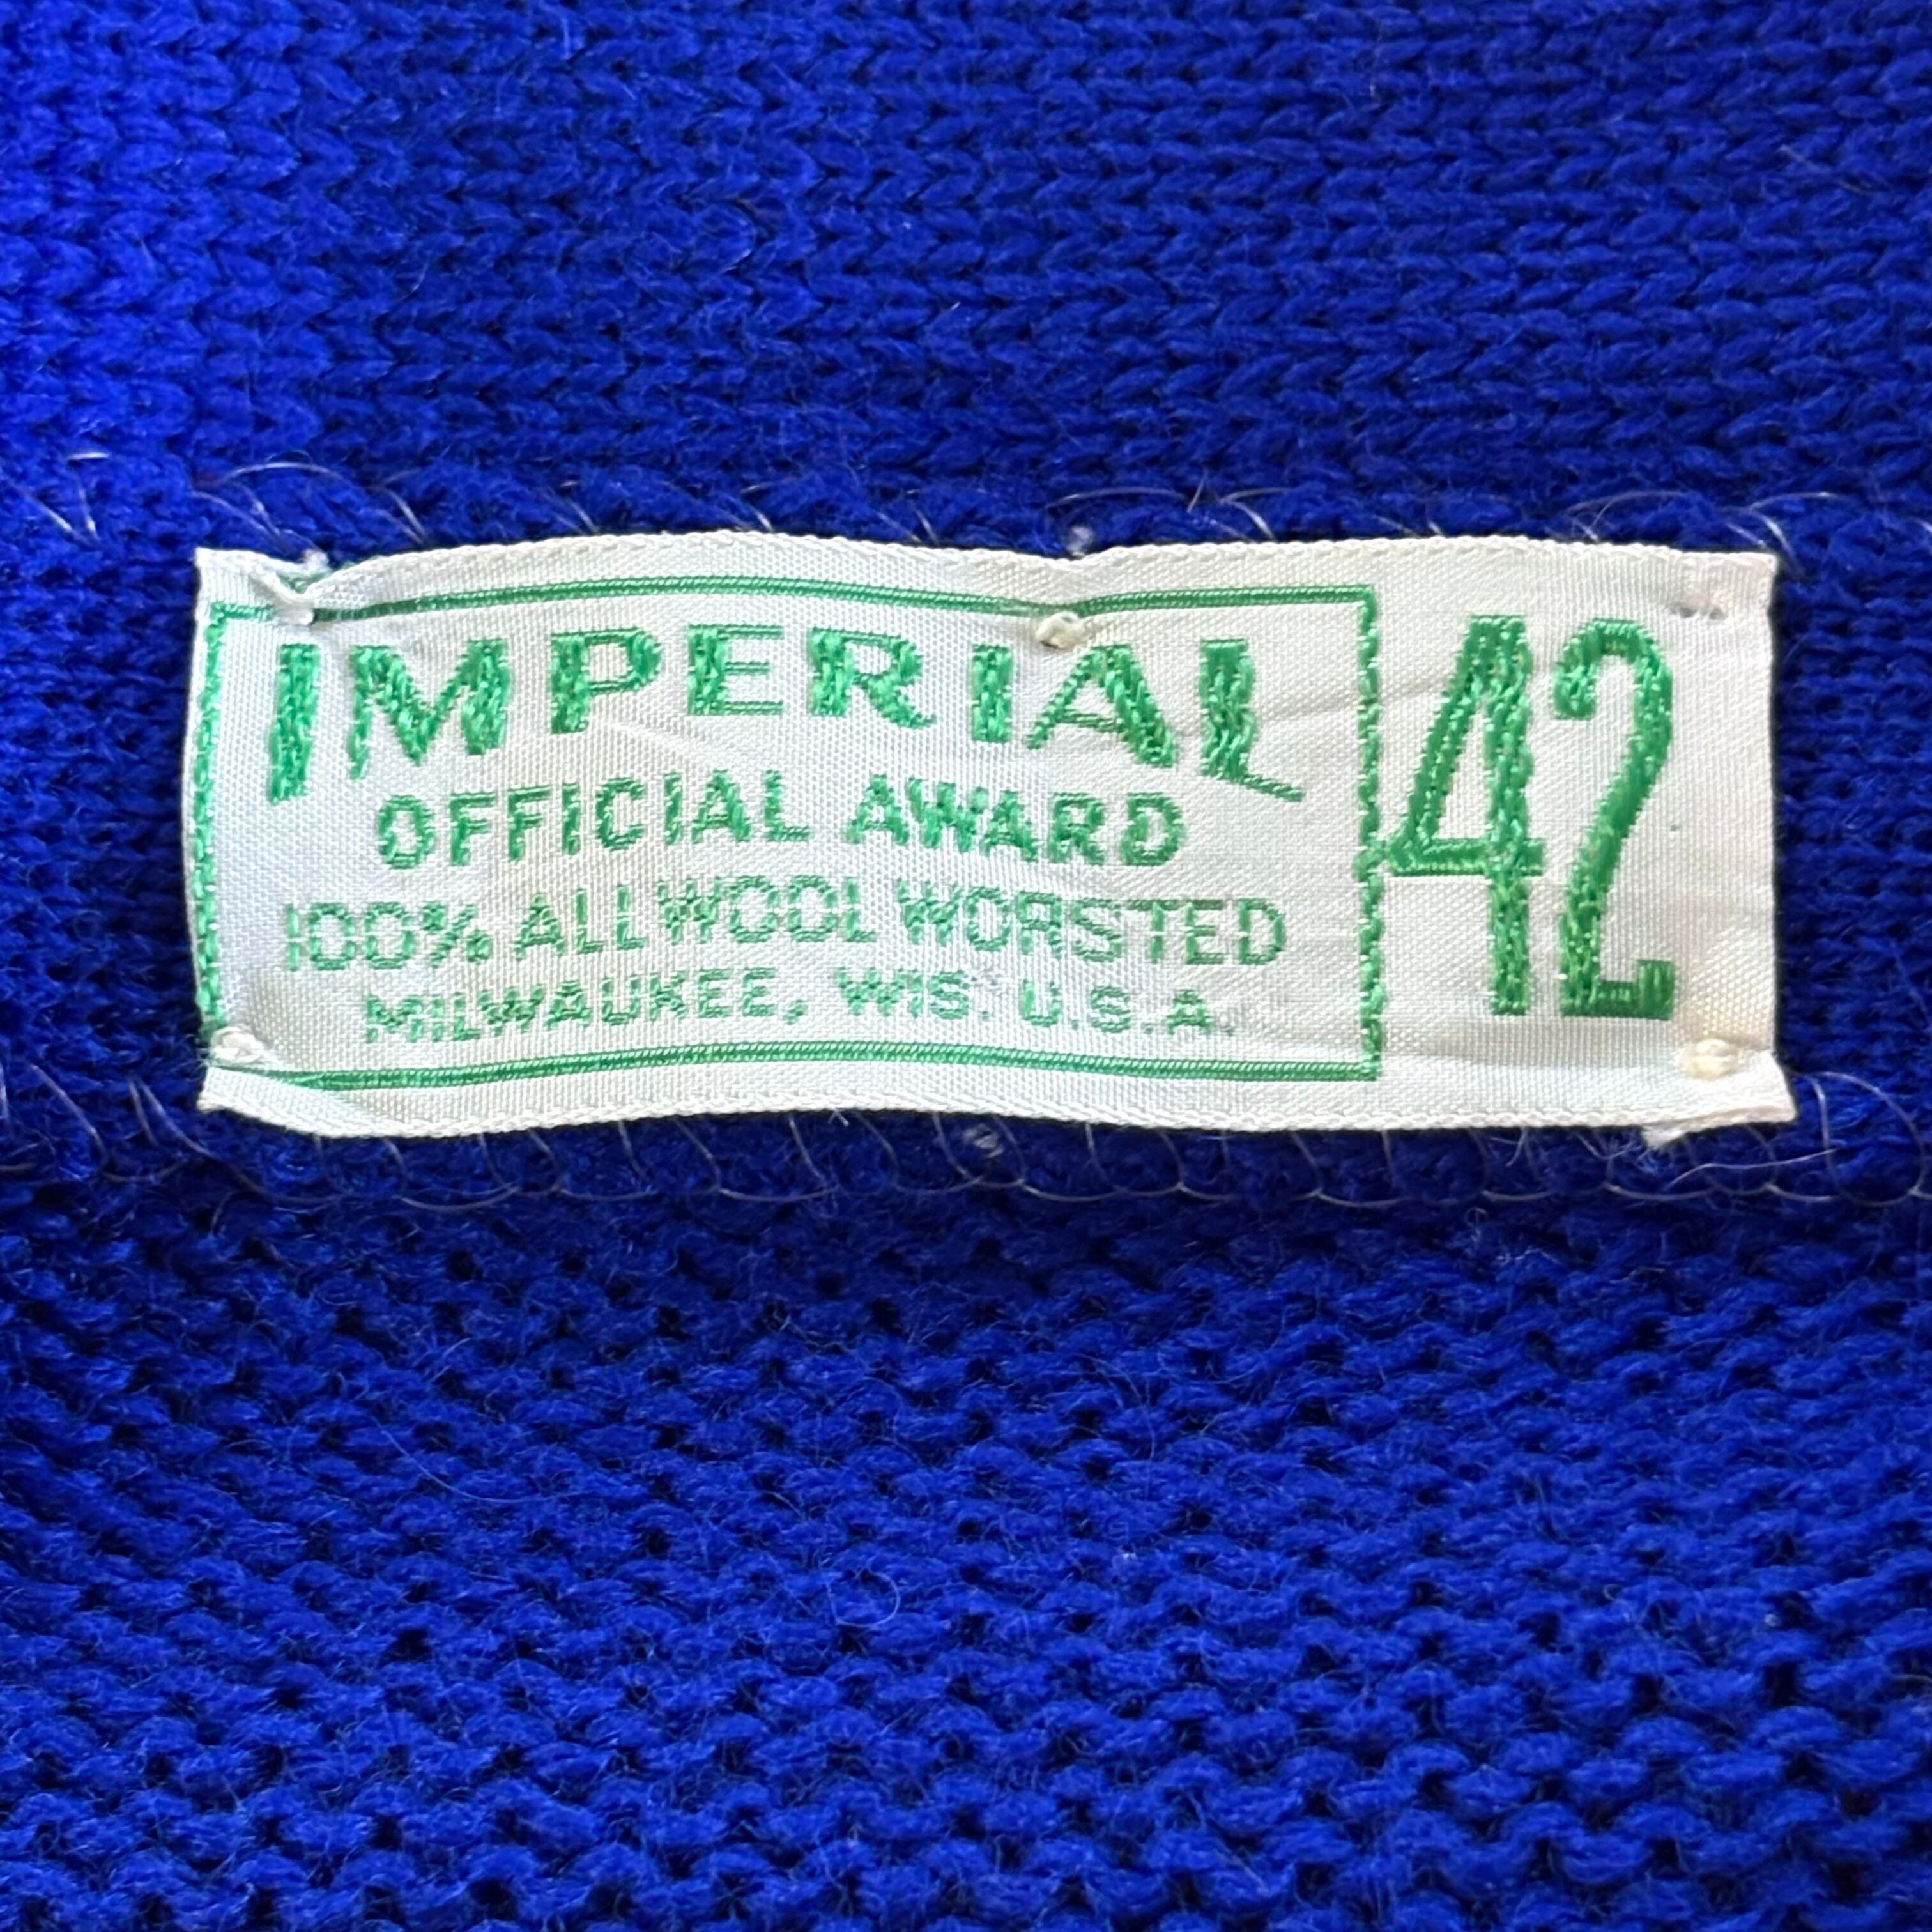 IMPERIAL
OFFICIAL AWARD
100% ALL WOOL WORSTED
MILWAUKEE, WIS. U.S.A.
42